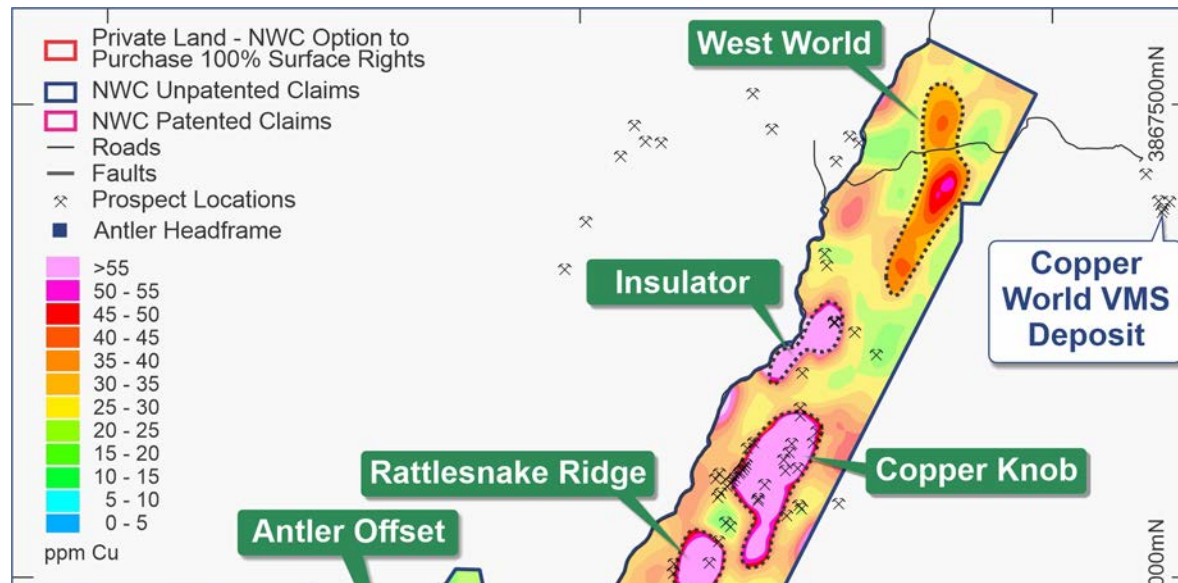 Private Land - NWC Option to
Purchase 100% Surface Rights
NWC Unpatented Claims
NWC Patented Claims
Roads
Faults
Prospect Locations
Antler Headframe
>55
50 - 55
45 - 50
40 - 45
35 - 40
30 - 35
25 - 30
20 - 25
15 - 20
10 - 15
5 - 10
0 - 5
ppm Cu
West World
3867500mN
Copper
World VMS
Deposit
Insulator
Rattlesnake Ridge
Copper Knob
Antler Offset
000mN